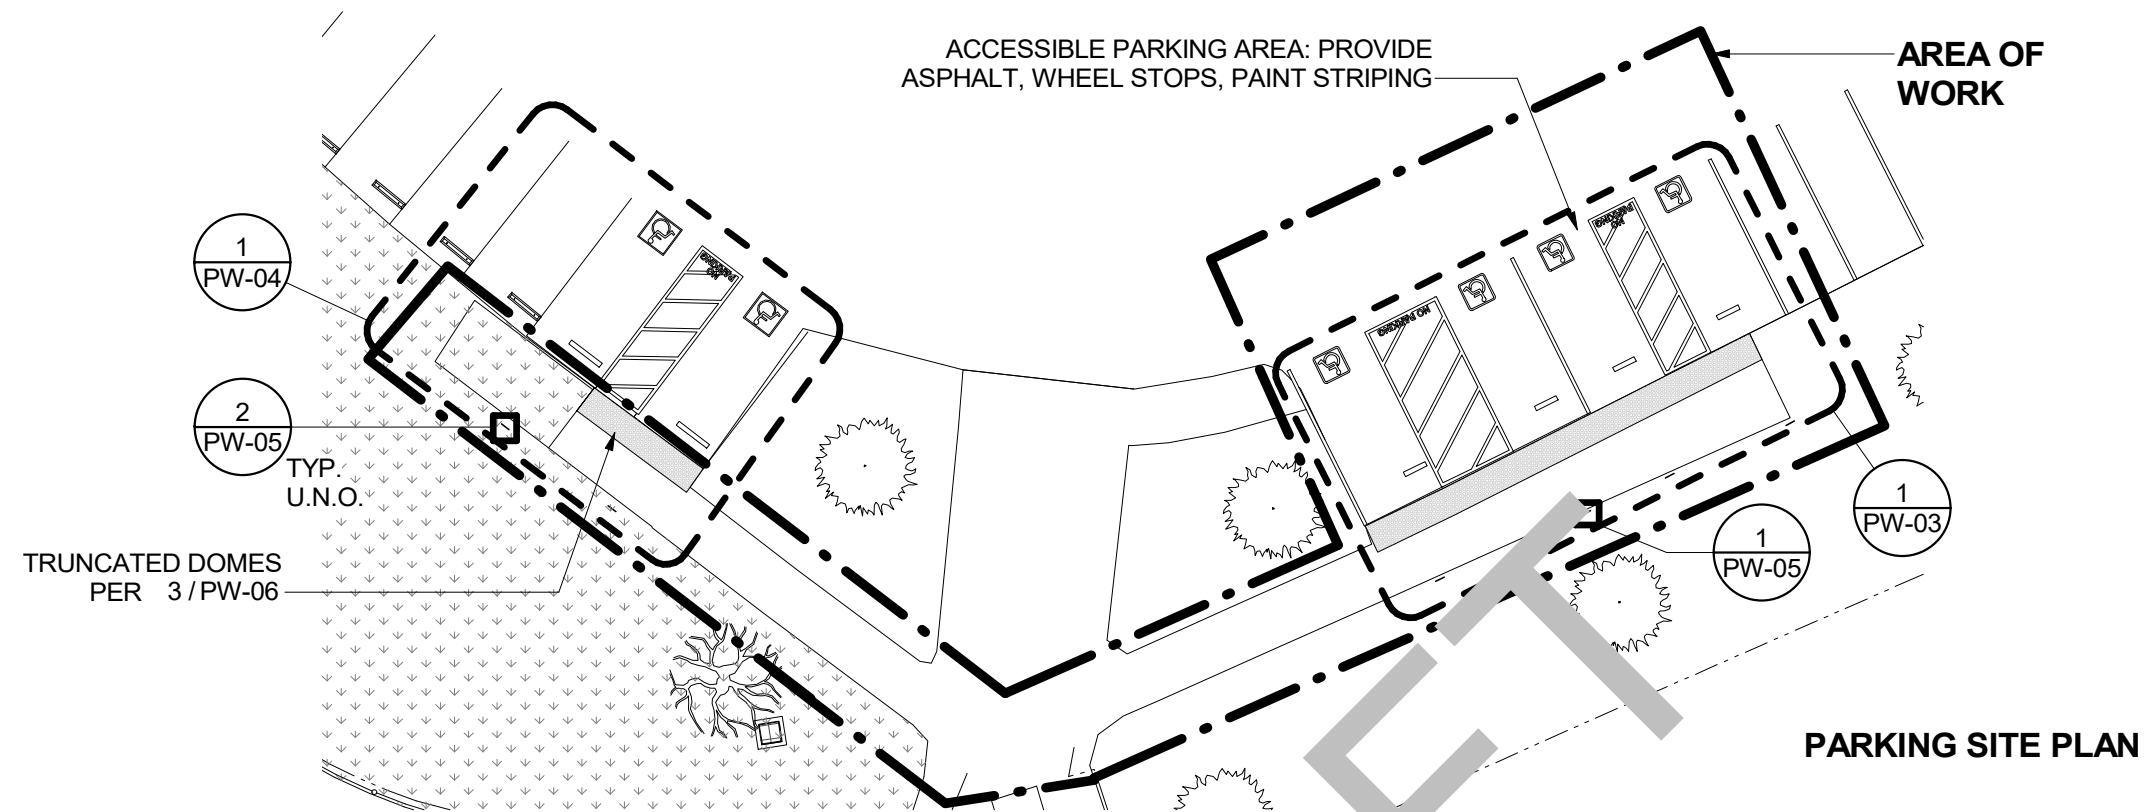 ACCESSIBLE PARKING AREA: PROVIDE
ASPHALT, WHEEL STOPS, PAINT STRIPING
AREA OF
WORK
1
PW-04
2
PW-05
TYP.
U.N.O.
TRUNCATED DOMES
PER 3 / PW-06
NO
PARKING
NO PARKING
NO
PARKING
1
PW-03
1
PW-05
PARKING SITE PLAN